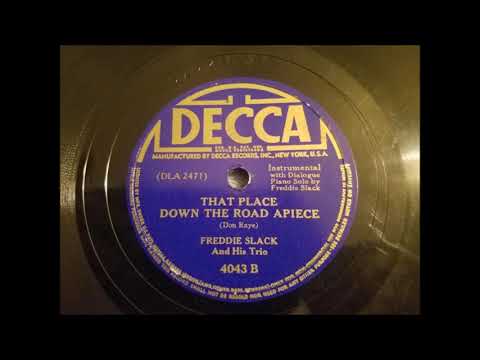 DECCA
MANUFACTURED BY DECCA RECORDS, INC., NEW YORK, U.S.A.
(DLA 2471)
Instrumental
with Dialogue
Piano Solo by
Freddie Slack
THAT PLACE
DOWN THE ROAD APIECE
(Don Raye)
FREDDIE SLACK
And His Trio
4043 B